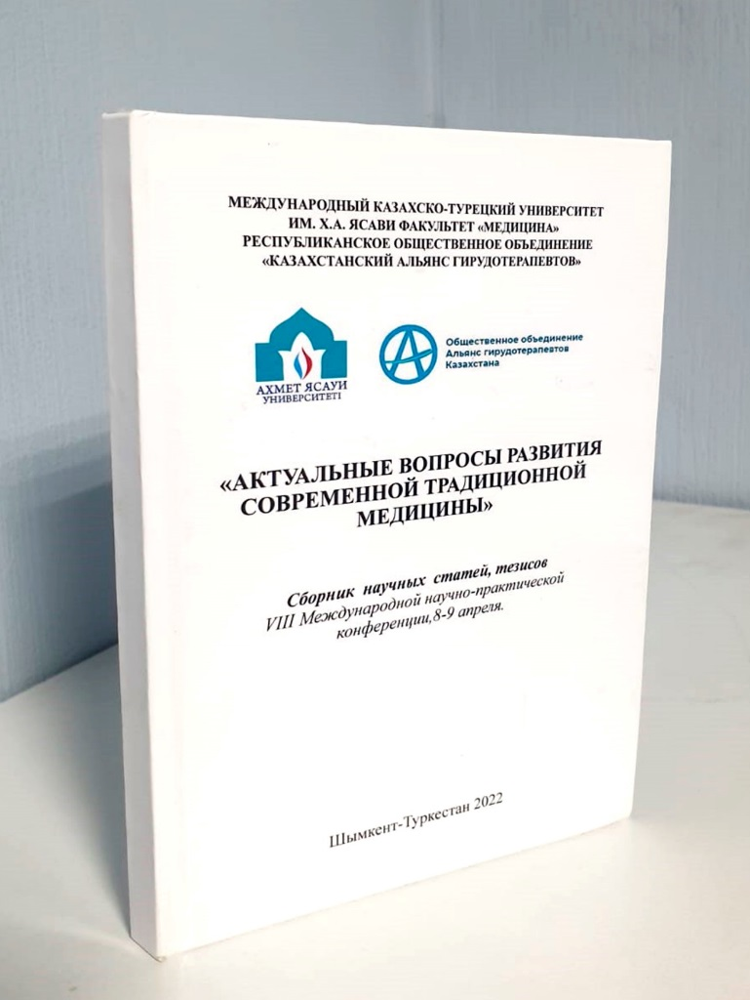 МЕЖДУНАРОДНЫЙ КАЗАХСКО-ТУРЕЦКИЙ УНИВЕРСИТЕТ
ИМ. Х.А. ЯСАВИ ФАКУЛЬТЕТ «МЕДИЦИНА»
РЕСПУБЛИКАНСКОЕ ОБЩЕСТВЕННОЕ ОБЪЕДИНЕНИЕ
«КАЗАХСТАНСКИЙ АЛЬЯНС ГИРУДОТЕРАПЕВТОВ»
АХМЕТ ЯСАУИ
УНИВЕРСИТЕТІ
Общественное объединение
Альянс гирудотерапевтов
Казахстана
«АКТУАЛЬНЫЕ ВОПРОСЫ РАЗВИТИЯ
СОВРЕМЕННОЙ ТРАДИЦИОННОЙ
МЕДИЦИНЫ»
Сборник научных статей, тезисов
VIII Международной научно-практической
конференции,8-9 апреля.
Шымкент-Туркестан 2022